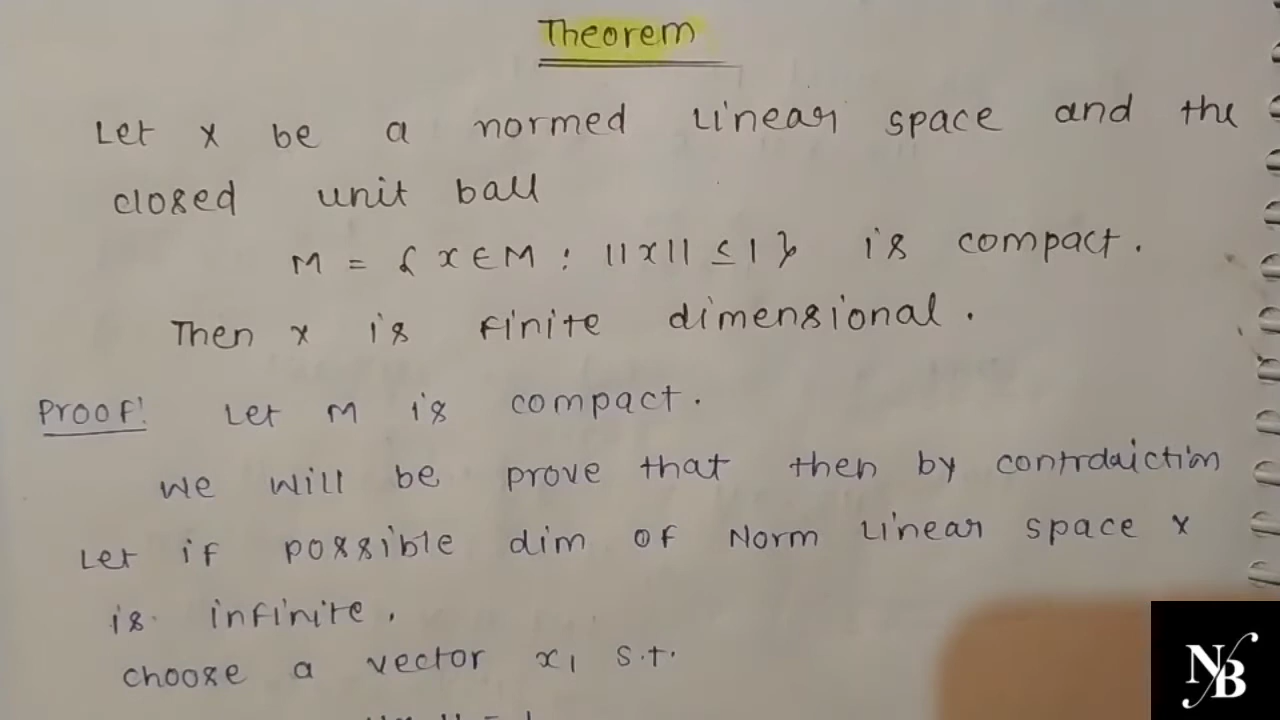 Theorem
Let x be a normed linear space and the
closed unit ball
M = { x ∈ M : ||x|| ≤ 1 } is compact.
Then x is finite dimensional.
Proof! Let M is compact.
we will be prove that then by contrdaiction
Let if possible dim of Norm linear space x
is infinite.
choose a vector x1 s.t.
NB